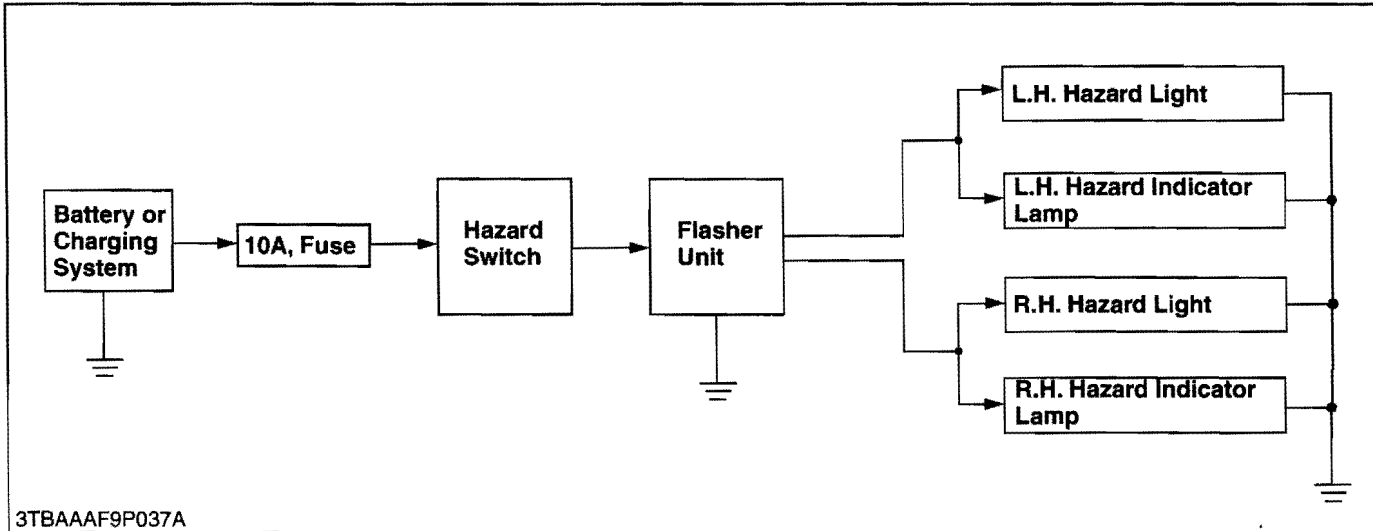 Battery or
Charging
System
10A, Fuse
Hazard
Switch
Flasher
Unit
L.H. Hazard Light
L.H. Hazard Indicator
Lamp
R.H. Hazard Light
R.H. Hazard Indicator
Lamp
3TBAAAF9P037A